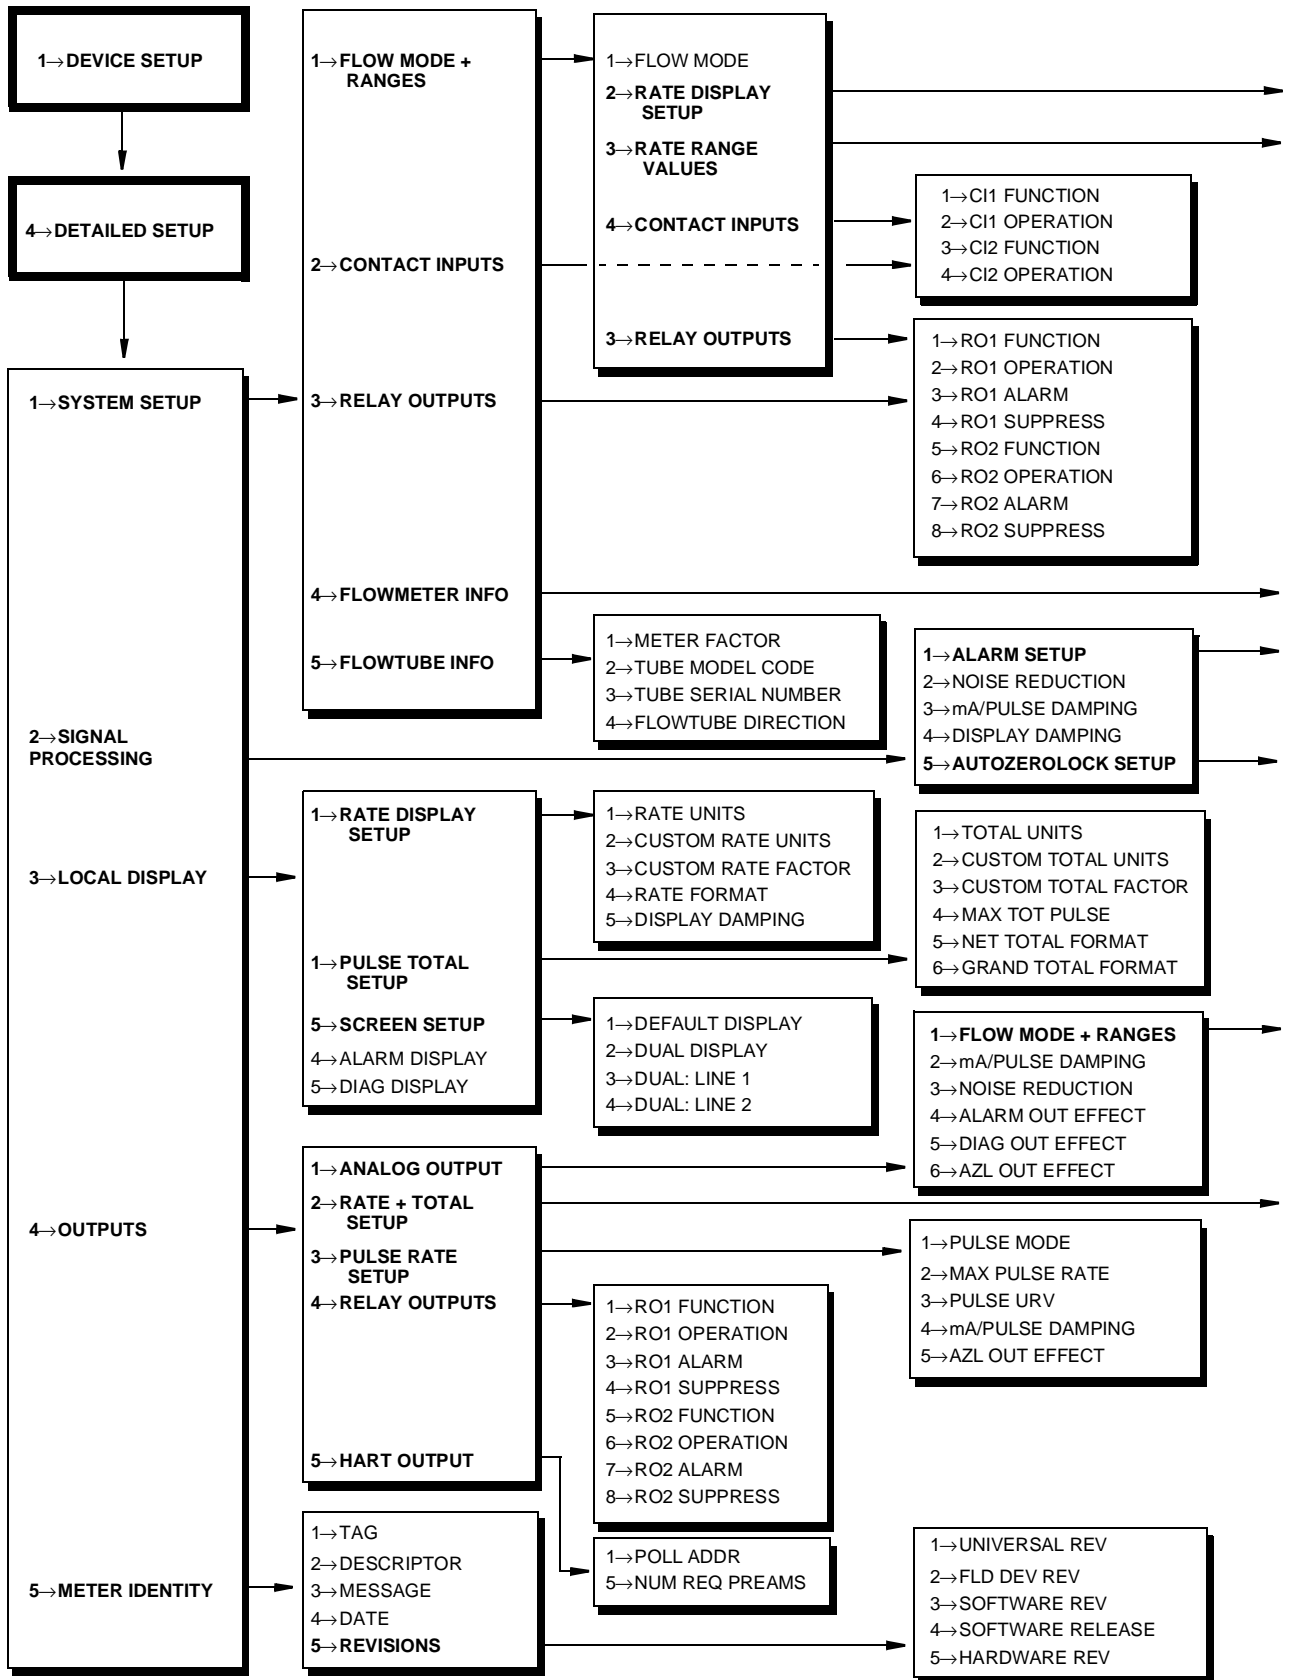 1→DEVICE SETUP
4→DETAILED SETUP
1→SYSTEM SETUP
2→SIGNAL
PROCESSING
3→LOCAL DISPLAY
4→OUTPUTS
5→METER IDENTITY
1→FLOW MODE +
RANGES
2→CONTACT INPUTS
3→RELAY OUTPUTS
4→FLOWMETER INFO
5→FLOWTUBE INFO
1→FLOW MODE
2→RATE DISPLAY
SETUP
3→RATE RANGE
VALUES
4→CONTACT INPUTS
3→RELAY OUTPUTS
1→CI1 FUNCTION
2→CI1 OPERATION
3→CI2 FUNCTION
4→CI2 OPERATION
1→RO1 FUNCTION
2→RO1 OPERATION
3→RO1 ALARM
4→RO1 SUPPRESS
5→RO2 FUNCTION
6→RO2 OPERATION
7→RO2 ALARM
8→RO2 SUPPRESS
1→METER FACTOR
2→TUBE MODEL CODE
3→TUBE SERIAL NUMBER
4→FLOWTUBE DIRECTION
1→ALARM SETUP
2→NOISE REDUCTION
3→mA/PULSE DAMPING
4→DISPLAY DAMPING
5→AUTOZEROLOCK SETUP
1→RATE DISPLAY
SETUP
1→PULSE TOTAL
SETUP
5→SCREEN SETUP
4→ALARM DISPLAY
5→DIAG DISPLAY
1→RATE UNITS
2→CUSTOM RATE UNITS
3→CUSTOM RATE FACTOR
4→RATE FORMAT
5→DISPLAY DAMPING
1→TOTAL UNITS
2→CUSTOM TOTAL UNITS
3→CUSTOM TOTAL FACTOR
4→MAX TOT PULSE
5→NET TOTAL FORMAT
6→GRAND TOTAL FORMAT
1→DEFAULT DISPLAY
2→DUAL DISPLAY
3→DUAL: LINE 1
4→DUAL: LINE 2
1→FLOW MODE + RANGES
2→mA/PULSE DAMPING
3→NOISE REDUCTION
4→ALARM OUT EFFECT
5→DIAG OUT EFFECT
6→AZL OUT EFFECT
1→ANALOG OUTPUT
2→RATE + TOTAL
SETUP
3→PULSE RATE
SETUP
4→RELAY OUTPUTS
5→HART OUTPUT
1→PULSE MODE
2→MAX PULSE RATE
3→PULSE URV
4→mA/PULSE DAMPING
5→AZL OUT EFFECT
1→RO1 FUNCTION
2→RO1 OPERATION
3→RO1 ALARM
4→RO1 SUPPRESS
5→RO2 FUNCTION
6→RO2 OPERATION
7→RO2 ALARM
8→RO2 SUPPRESS
1→POLL ADDR
5→NUM REQ PREAMS
1→TAG
2→DESCRIPTOR
3→MESSAGE
4→DATE
5→REVISIONS
1→UNIVERSAL REV
2→FLD DEV REV
3→SOFTWARE REV
4→SOFTWARE RELEASE
5→HARDWARE REV